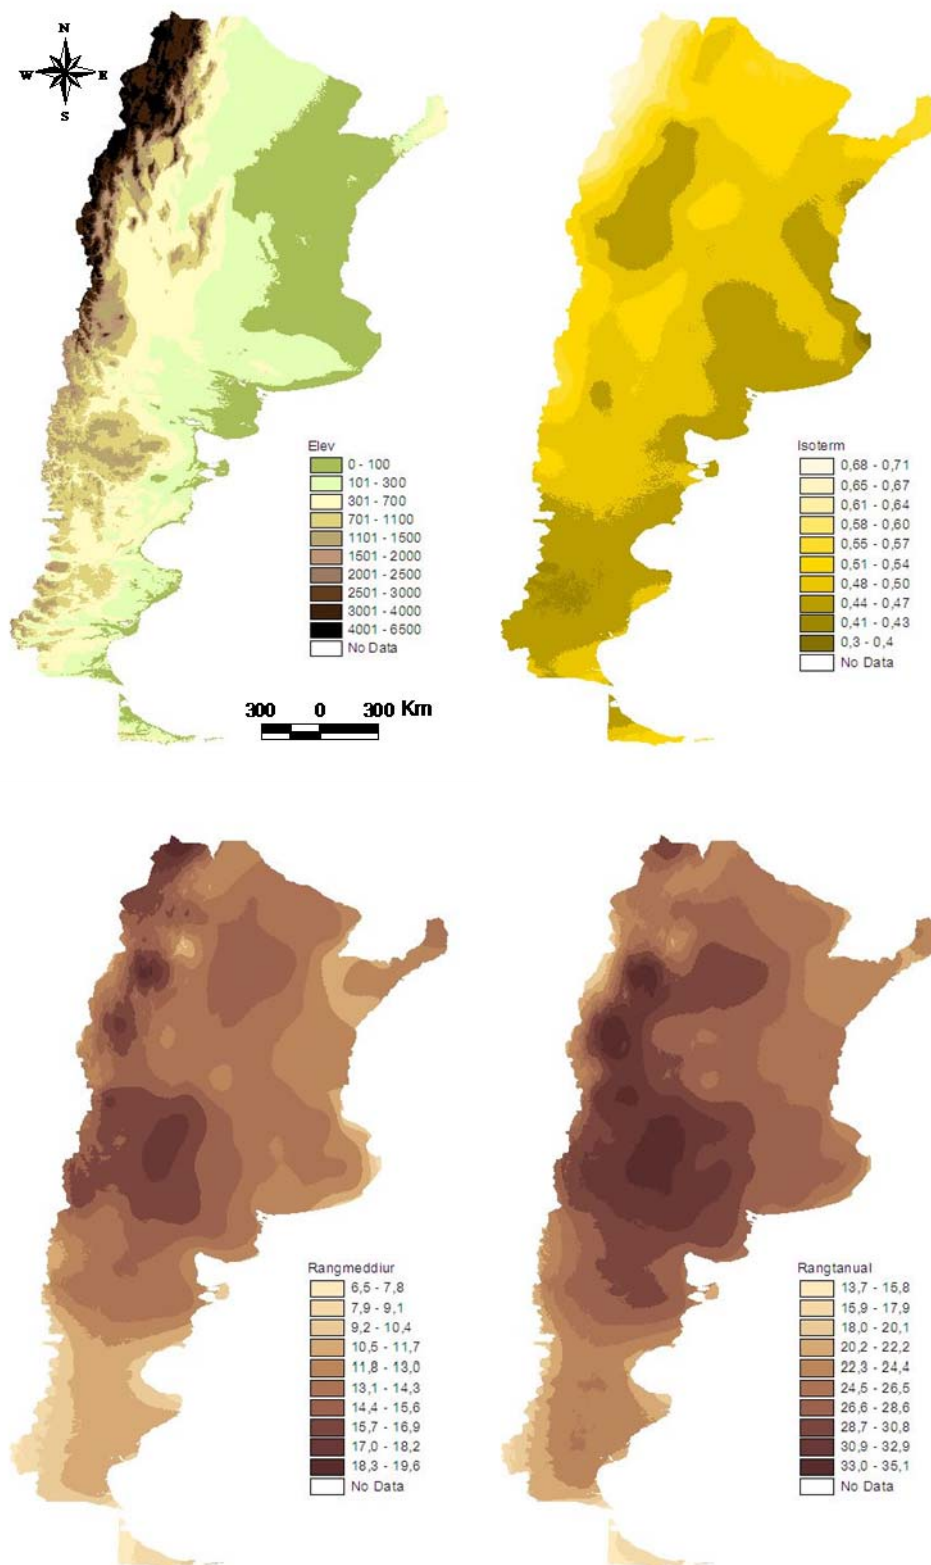 N
W E
S
Elev
0 - 100
101 - 300
301 - 700
701 - 1100
1101 - 1500
1501 - 2000
2001 - 2500
2501 - 3000
3001 - 4000
4001 - 6500
No Data
300 0 300 Km
Isoterm
0,68 - 0,71
0,65 - 0,67
0,61 - 0,64
0,58 - 0,60
0,55 - 0,57
0,51 - 0,54
0,48 - 0,50
0,44 - 0,47
0,41 - 0,43
0,3 - 0,4
No Data
Rangmeddiur
6,5 - 7,8
7,9 - 9,1
9,2 - 10,4
10,5 - 11,7
11,8 - 13,0
13,1 - 14,3
14,4 - 15,6
15,7 - 16,9
17,0 - 18,2
18,3 - 19,6
No Data
Rangtanual
13,7 - 15,8
15,9 - 17,9
18,0 - 20,1
20,2 - 22,2
22,3 - 24,4
24,5 - 26,5
26,6 - 28,6
28,7 - 30,8
30,9 - 32,9
33,0 - 35,1
No Data